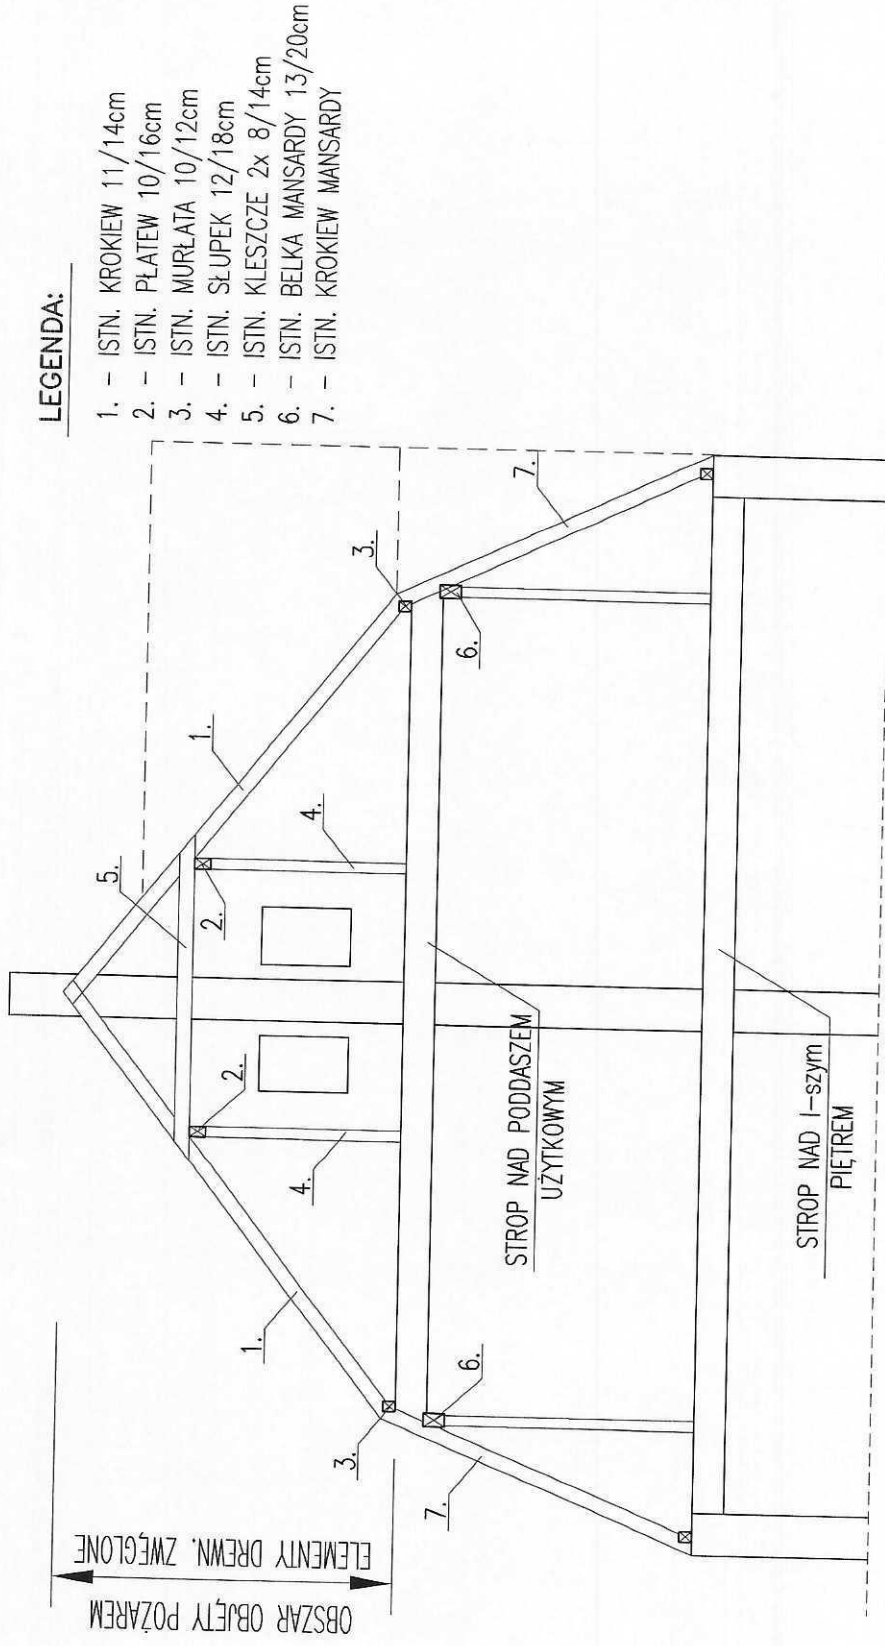 LEGENDA:
1. - ISTN. KROKIEW 11/14cm
2. - ISTN. PŁATEW 10/16cm
3. - ISTN. MURŁATA 10/12cm
4. - ISTN. SŁUPEK 12/18cm
5. - ISTN. KLESZCZE 2x 8/14cm
6. - ISTN. BELKA MANSARDY 13/20cm
7. - ISTN. KROKIEW MANSARDY
OBSZAR OBJĘTY POŻAREM
ELEMENTY DREWN. ZWĘGLONE
5.
1.
1.
2.
2.
4.
4.
3.
3.
6.
6.
7.
7.
STROP NAD PODDASZEM
UŻYTKOWYM
STROP NAD I-szym
PIĘTREM